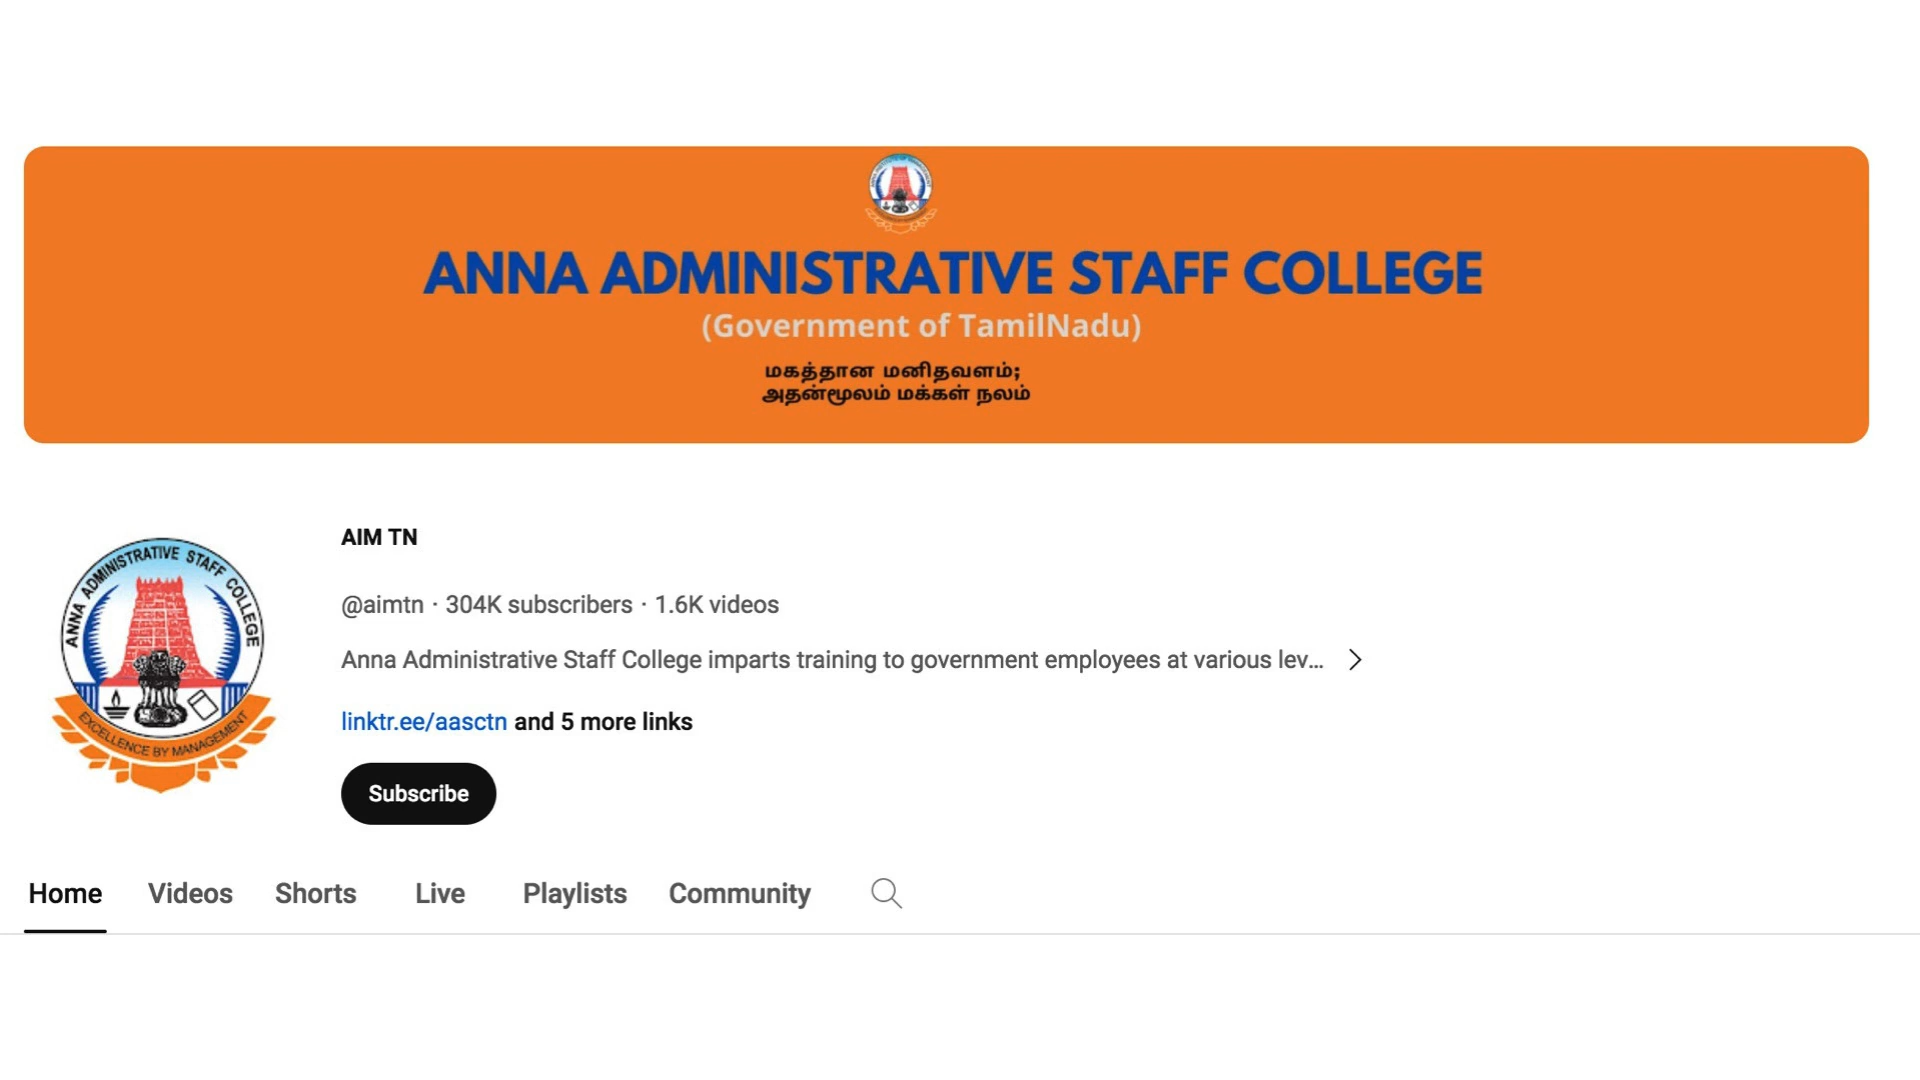 ANNA ADMINISTRATIVE STAFF COLLEGE
(Government of TamilNadu)
மகத்தான மனிதவளம்;
அதன்மூலம் மக்கள் நலம்
ANNA ADMINISTRATIVE STAFF COLLEGE
EXCELLENCE BY MANAGEMENT
AIM TN
@aimtn · 304K subscribers · 1.6K videos
Anna Administrative Staff College imparts training to government employees at various lev...
linktr.ee/aasctn and 5 more links
Subscribe
Home Videos Shorts Live Playlists Community